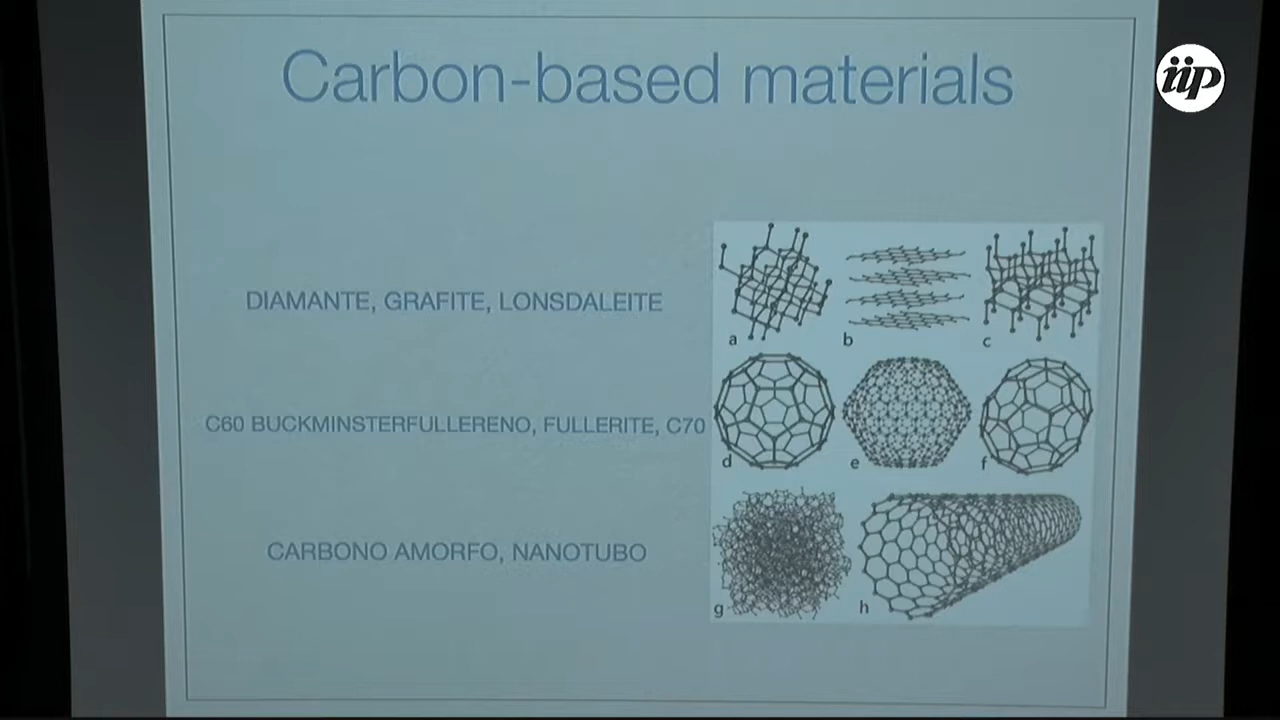 Carbon-based materials
iip
DIAMANTE, GRAFITE, LONSDALEITE
a
b
c
C60 BUCKMINSTERFULLERENO, FULLERITE, C70
d
e
f
CARBONO AMORFO, NANOTUBO
g
h